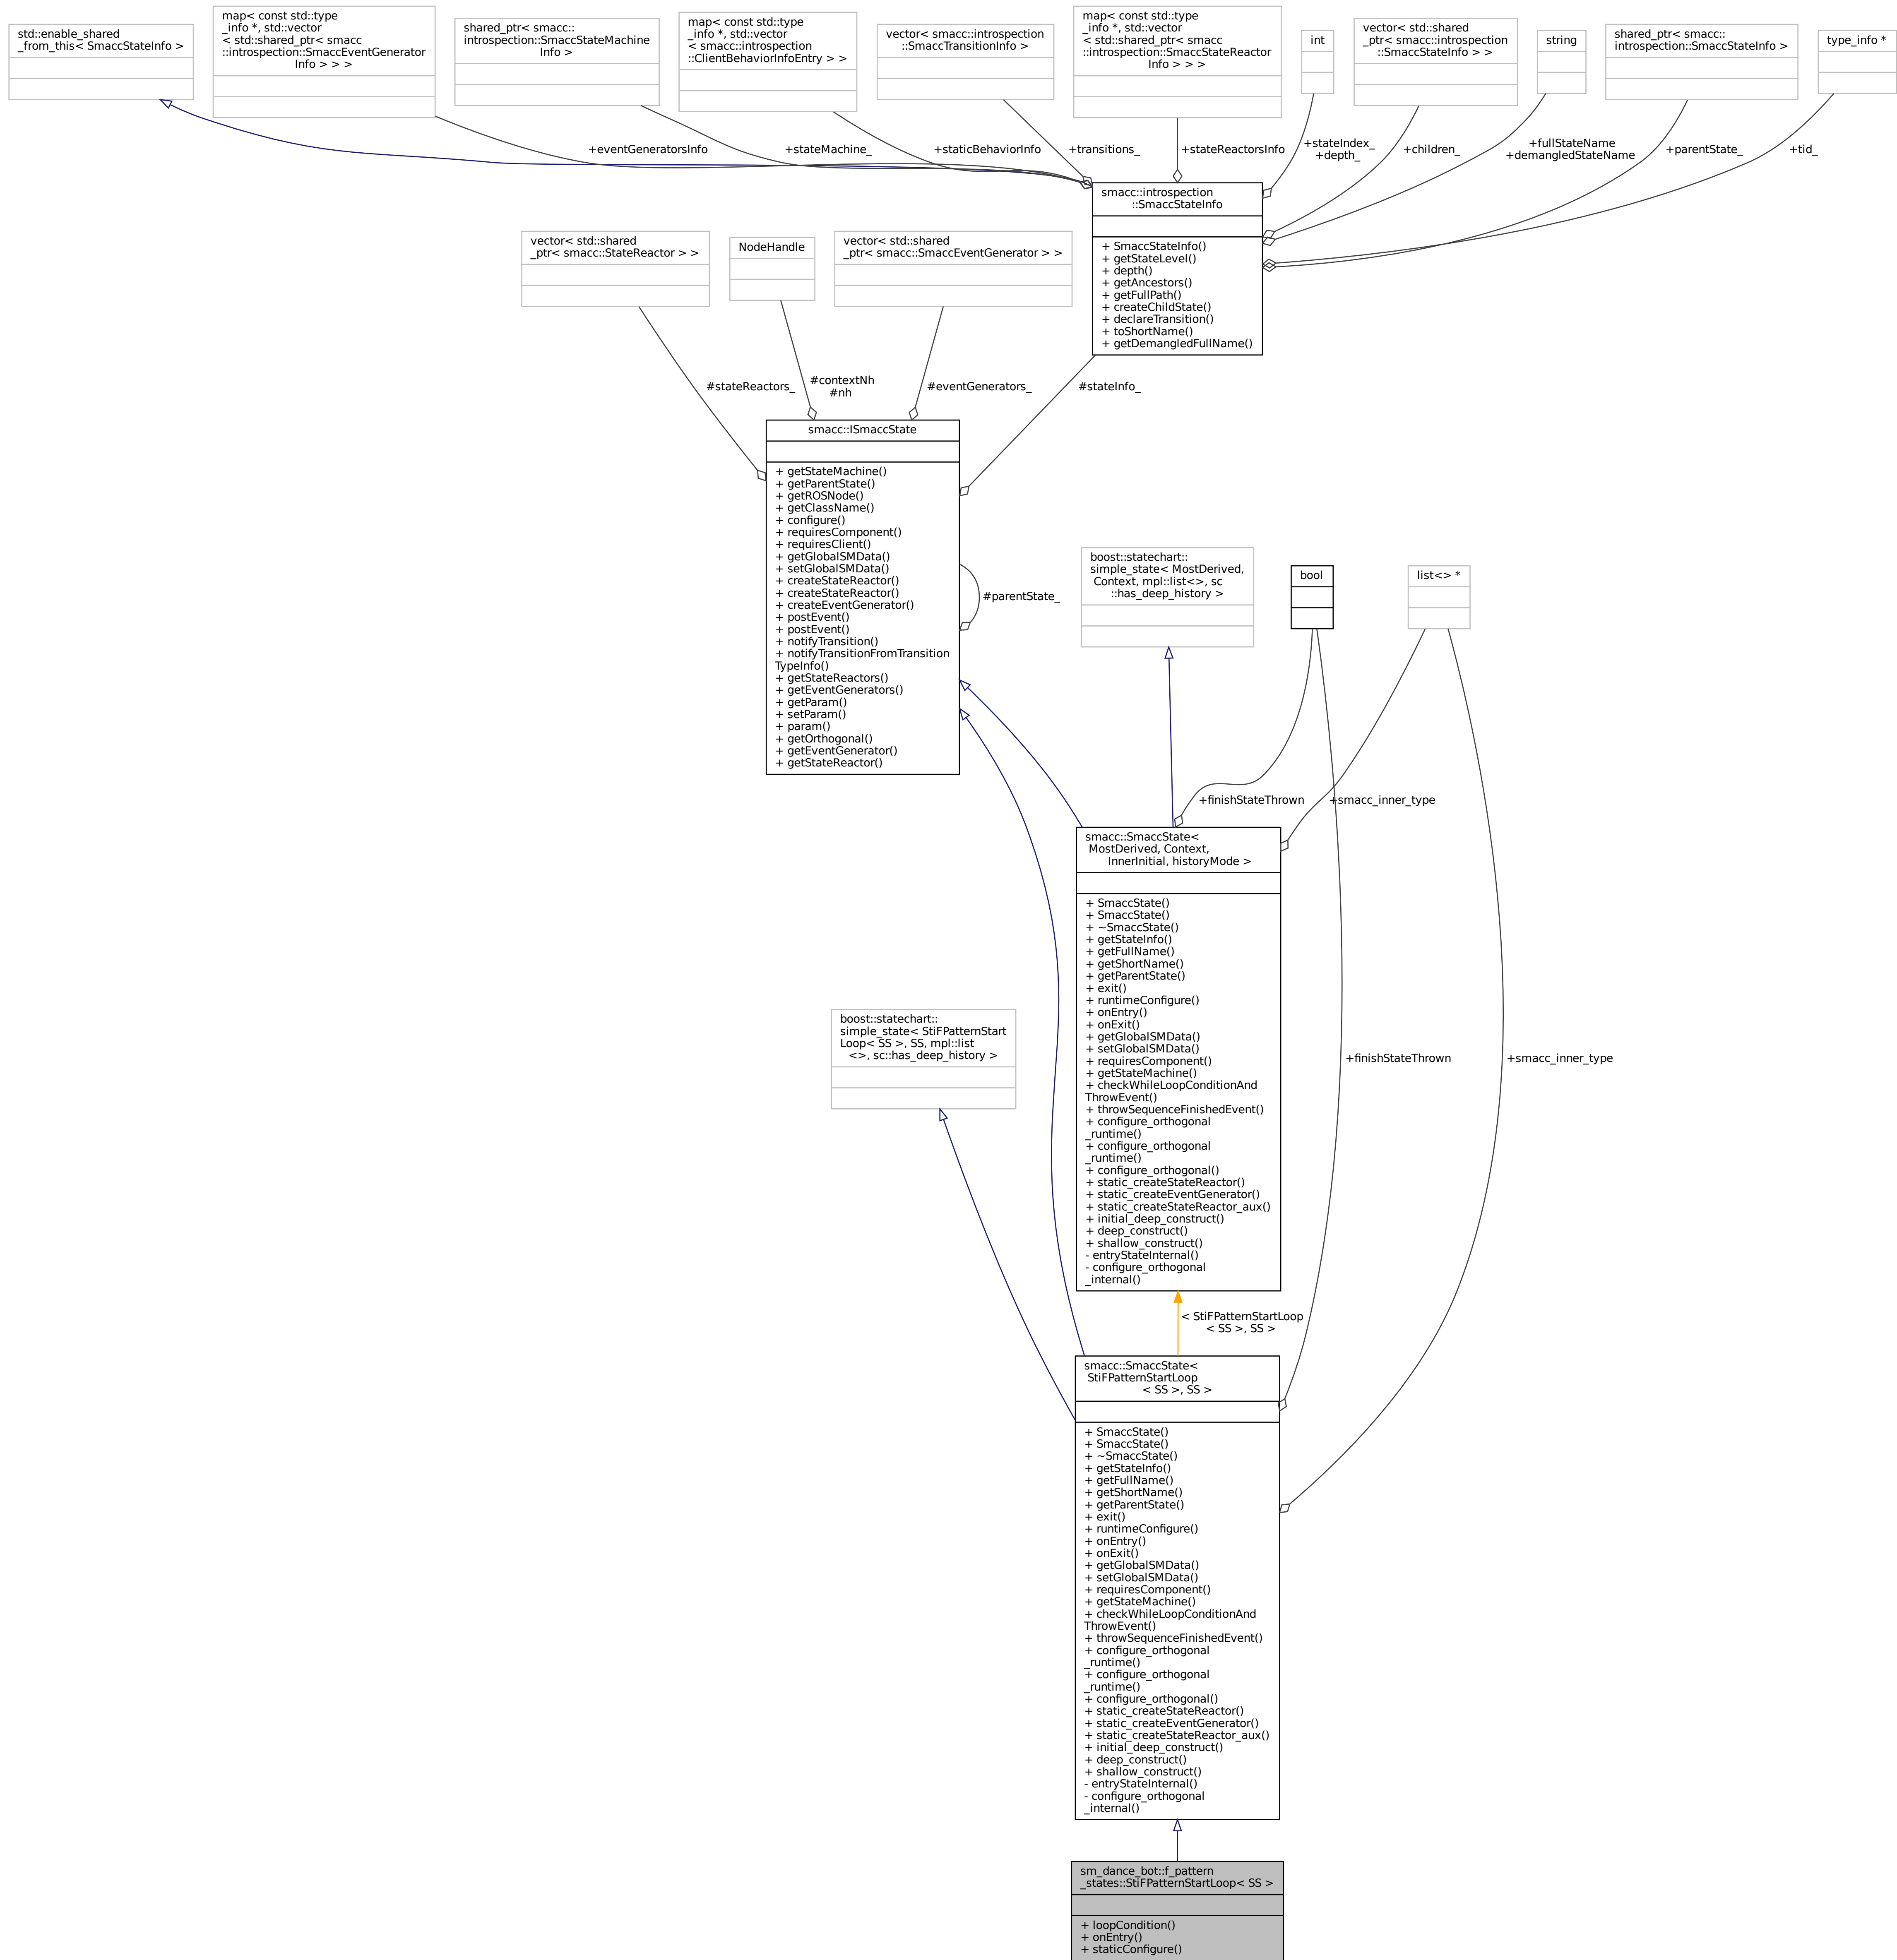 std::enable_shared
_from_this< SmaccStateInfo >
map< const std::type
_info *, std::vector
< std::shared_ptr< smacc
::introspection::SmaccEventGenerator
Info > > >
shared_ptr< smacc::
introspection::SmaccStateMachine
Info >
map< const std::type
_info *, std::vector
< smacc::introspection
::ClientBehaviorInfoEntry > >
vector< smacc::introspection
::SmaccTransitionInfo >
map< const std::type
_info *, std::vector
< std::shared_ptr< smacc
::introspection::SmaccStateReactor
Info > > >
int
vector< std::shared
_ptr< smacc::introspection
::SmaccStateInfo > >
string
shared_ptr< smacc::
introspection::SmaccStateInfo >
type_info *
+eventGeneratorsInfo
+stateMachine_
+staticBehaviorInfo
+transitions_
+stateReactorsInfo
+stateIndex_
+depth_
+children_
+fullStateName
+demangledStateName
+parentState_
+tid_
smacc::introspection
::SmaccStateInfo
+ SmaccStateInfo()
+ getStateLevel()
+ depth()
+ getAncestors()
+ getFullPath()
+ createChildState()
+ declareTransition()
+ toShortName()
+ getDemangledFullName()
vector< std::shared
_ptr< smacc::StateReactor > >
NodeHandle
vector< std::shared
_ptr< smacc::SmaccEventGenerator > >
#stateReactors_
#contextNh
#nh
#eventGenerators_
#stateInfo_
smacc::ISmaccState
+ getStateMachine()
+ getParentState()
+ getROSNode()
+ getClassName()
+ configure()
+ requiresComponent()
+ requiresClient()
+ getGlobalSMData()
+ setGlobalSMData()
+ createStateReactor()
+ createStateReactor()
+ createEventGenerator()
+ postEvent()
+ postEvent()
+ notifyTransition()
+ notifyTransitionFromTransition
TypeInfo()
+ getStateReactors()
+ getEventGenerators()
+ getParam()
+ setParam()
+ param()
+ getOrthogonal()
+ getEventGenerator()
+ getStateReactor()
#parentState_
boost::statechart::
simple_state< MostDerived,
Context, mpl::list<>, sc
::has_deep_history >
bool
list<> *
+finishStateThrown
+smacc_inner_type
smacc::SmaccState<
MostDerived, Context,
InnerInitial, historyMode >
+ SmaccState()
+ SmaccState()
+ ~SmaccState()
+ getStateInfo()
+ getFullName()
+ getShortName()
+ getParentState()
+ exit()
+ runtimeConfigure()
+ onEntry()
+ onExit()
+ getGlobalSMData()
+ setGlobalSMData()
+ requiresComponent()
+ getStateMachine()
+ checkWhileLoopConditionAnd
ThrowEvent()
+ throwSequenceFinishedEvent()
+ configure_orthogonal
_runtime()
+ configure_orthogonal
_runtime()
+ configure_orthogonal()
+ static_createStateReactor()
+ static_createEventGenerator()
+ static_createStateReactor_aux()
+ initial_deep_construct()
+ deep_construct()
+ shallow_construct()
- entryStateInternal()
- configure_orthogonal
_internal()
boost::statechart::
simple_state< StiFPatternStart
Loop< SS >, SS, mpl::list
<>, sc::has_deep_history >
+finishStateThrown
+smacc_inner_type
< StiFPatternStartLoop
< SS >, SS >
smacc::SmaccState<
StiFPatternStartLoop
< SS >, SS >
+ SmaccState()
+ SmaccState()
+ ~SmaccState()
+ getStateInfo()
+ getFullName()
+ getShortName()
+ getParentState()
+ exit()
+ runtimeConfigure()
+ onEntry()
+ onExit()
+ getGlobalSMData()
+ setGlobalSMData()
+ requiresComponent()
+ getStateMachine()
+ checkWhileLoopConditionAnd
ThrowEvent()
+ throwSequenceFinishedEvent()
+ configure_orthogonal
_runtime()
+ configure_orthogonal
_runtime()
+ configure_orthogonal()
+ static_createStateReactor()
+ static_createEventGenerator()
+ static_createStateReactor_aux()
+ initial_deep_construct()
+ deep_construct()
+ shallow_construct()
- entryStateInternal()
- configure_orthogonal
_internal()
sm_dance_bot::f_pattern
_states::StiFPatternStartLoop< SS >
+ loopCondition()
+ onEntry()
+ staticConfigure()